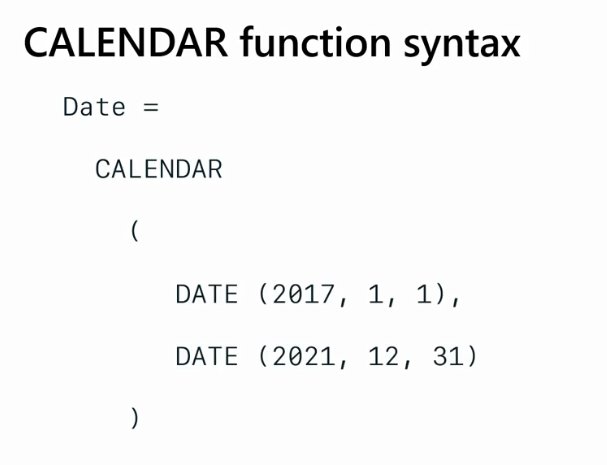 CALENDAR function syntax
Date =
CALENDAR
(
DATE (2017, 1, 1),
DATE (2021, 12, 31)
)